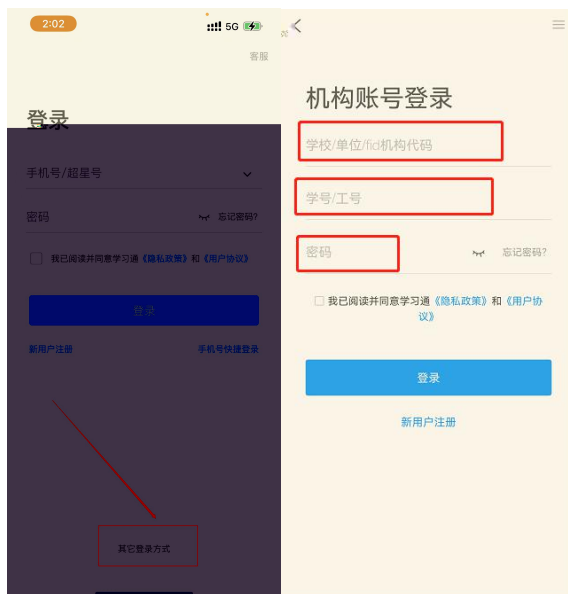 2:02
5G
客服
登录
手机号/超星号
密码
忘记密码?
我已阅读并同意学习通《隐私政策》和《用户协议》
登录
新用户注册
手机号快捷登录
其它登录方式
机构账号登录
学校/单位/fid机构代码
学号/工号
密码
忘记密码?
我已阅读并同意学习通《隐私政策》和《用户协
议》
登录
新用户注册